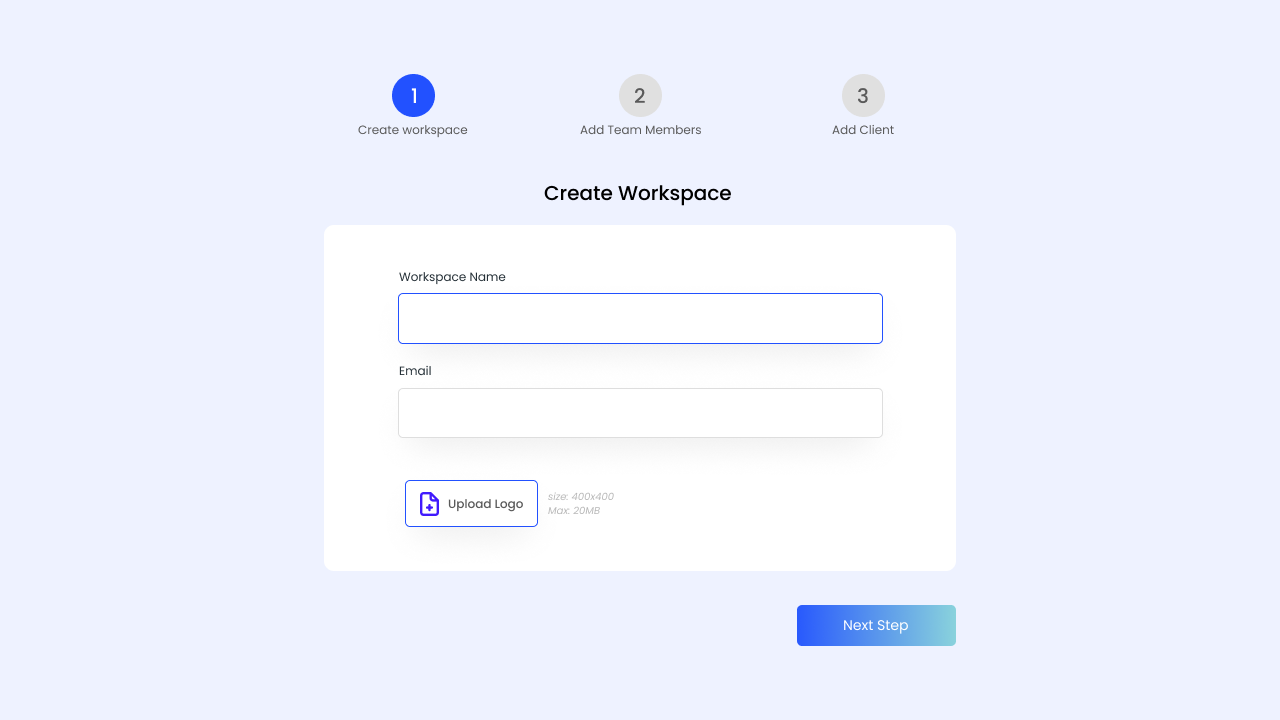 1 2 3
Create workspace Add Team Members Add Client
Create Workspace
Workspace Name
Email
Upload Logo
size: 400x400
Max: 20MB
Next Step